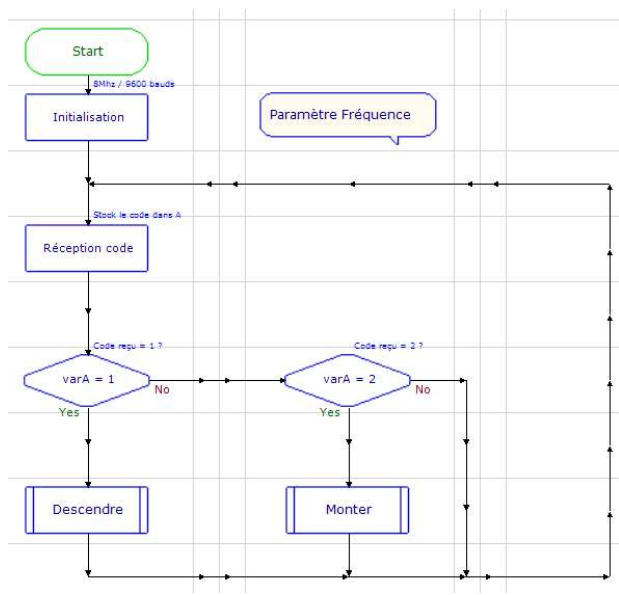 Start
8Mhz / 9600 bauds
Initialisation
Paramètre Fréquence
Stock le code dans A
Réception code
Code reçu = 1 ?
Code reçu = 2 ?
varA = 1
No
varA = 2
No
Yes
Yes
Descendre
Monter